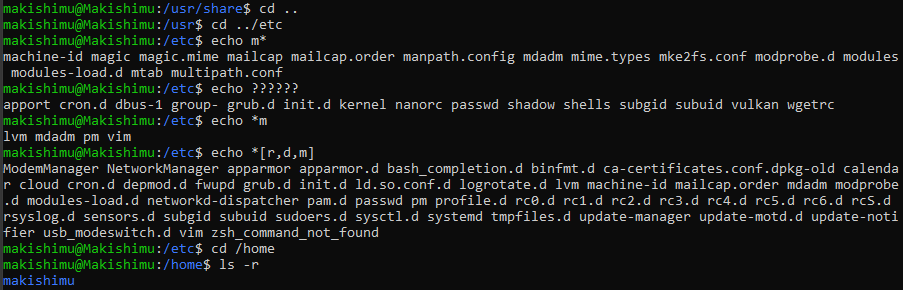 makishimu@Makishimu:/usr/share$ cd ..
makishimu@Makishimu:/usr$ cd ../etc
makishimu@Makishimu:/etc$ echo m*
machine-id magic magic.mime mailcap mailcap.order manpath.config mdadm mime.types mke2fs.conf modprobe.d modules
 modules-load.d mtab multipath.conf
makishimu@Makishimu:/etc$ echo ??????
apport cron.d dbus-1 group- grub.d init.d kernel nanorc passwd shadow shells subgid subuid vulkan wgetrc
makishimu@Makishimu:/etc$ echo *m
lvm mdadm pm vim
makishimu@Makishimu:/etc$ echo *[r,d,m]
ModemManager NetworkManager apparmor apparmor.d bash_completion.d binfmt.d ca-certificates.conf.dpkg-old calenda
r cloud cron.d depmod.d fwupd grub.d init.d ld.so.conf.d logrotate.d lvm machine-id mailcap.order mdadm modprobe
.d modules-load.d networkd-dispatcher pam.d passwd pm profile.d rc0.d rc1.d rc2.d rc3.d rc4.d rc5.d rc6.d rcS.d
rsyslog.d sensors.d subgid subuid sudoers.d sysctl.d systemd tmpfiles.d update-manager update-motd.d update-noti
fier usb_modeswitch.d vim zsh_command_not_found
makishimu@Makishimu:/etc$ cd /home
makishimu@Makishimu:/home$ ls -r
makishimu